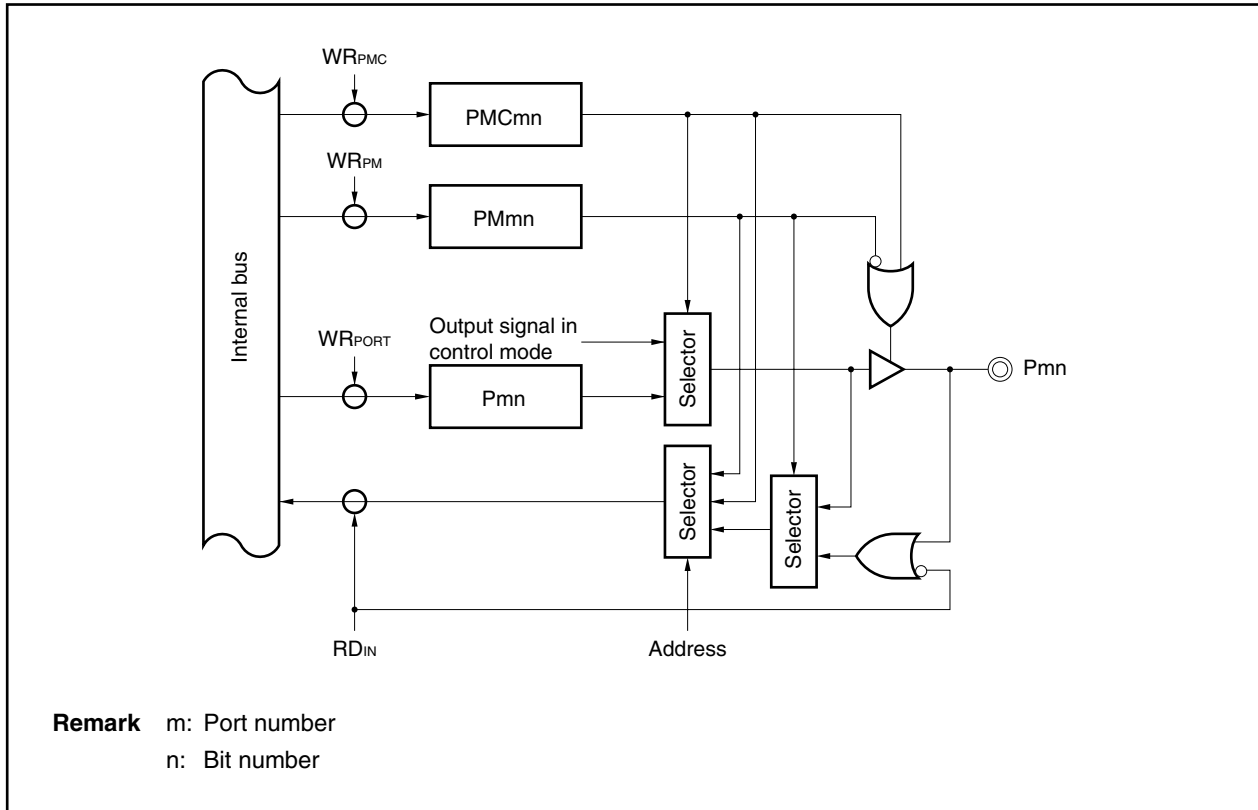 WRPMC
PMCmn
WRPM
PMmn
Internal bus
WRPORT
Output signal in
control mode
Pmn
Selector
Pmn
Selector
Selector
RDIN
Address
Remark m: Port number
n: Bit number